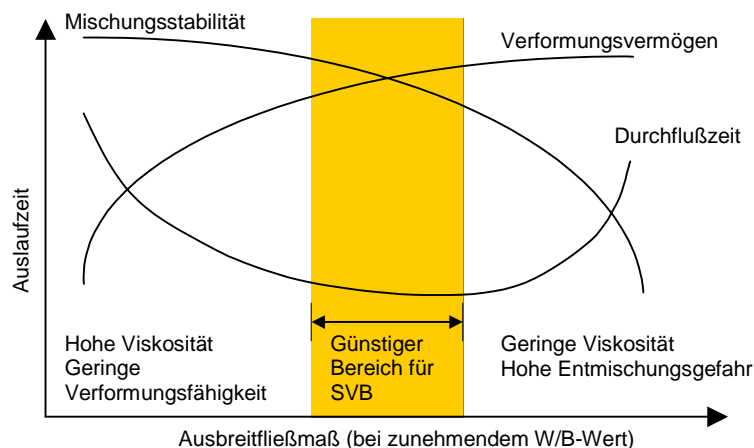 Mischungsstabilität
Verformungsvermögen
Durchflußzeit
Auslaufzeit
Hohe Viskosität
Geringe
Verformungsfähigkeit
Günstiger
Bereich für
SVB
Geringe Viskosität
Hohe Entmischungsgefahr
Ausbreitfließmaß (bei zunehmendem W/B-Wert)